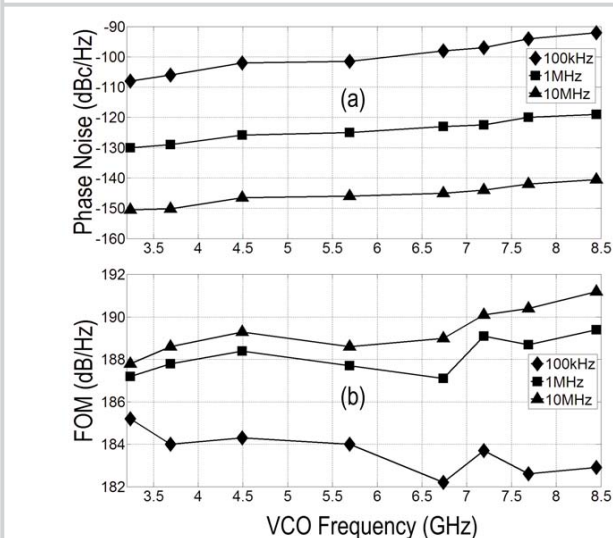 Phase Noise (dBc/Hz)
-90
-100
-110
-120
-130
-140
-150
-160
100kHz
1MHz
10MHz
(a)
3.5 4 4.5 5 5.5 6 6.5 7 7.5 8 8.5
FOM (dB/Hz)
192
190
188
186
184
182
100kHz
1MHz
10MHz
(b)
3.5 4 4.5 5 5.5 6 6.5 7 7.5 8 8.5
VCO Frequency (GHz)